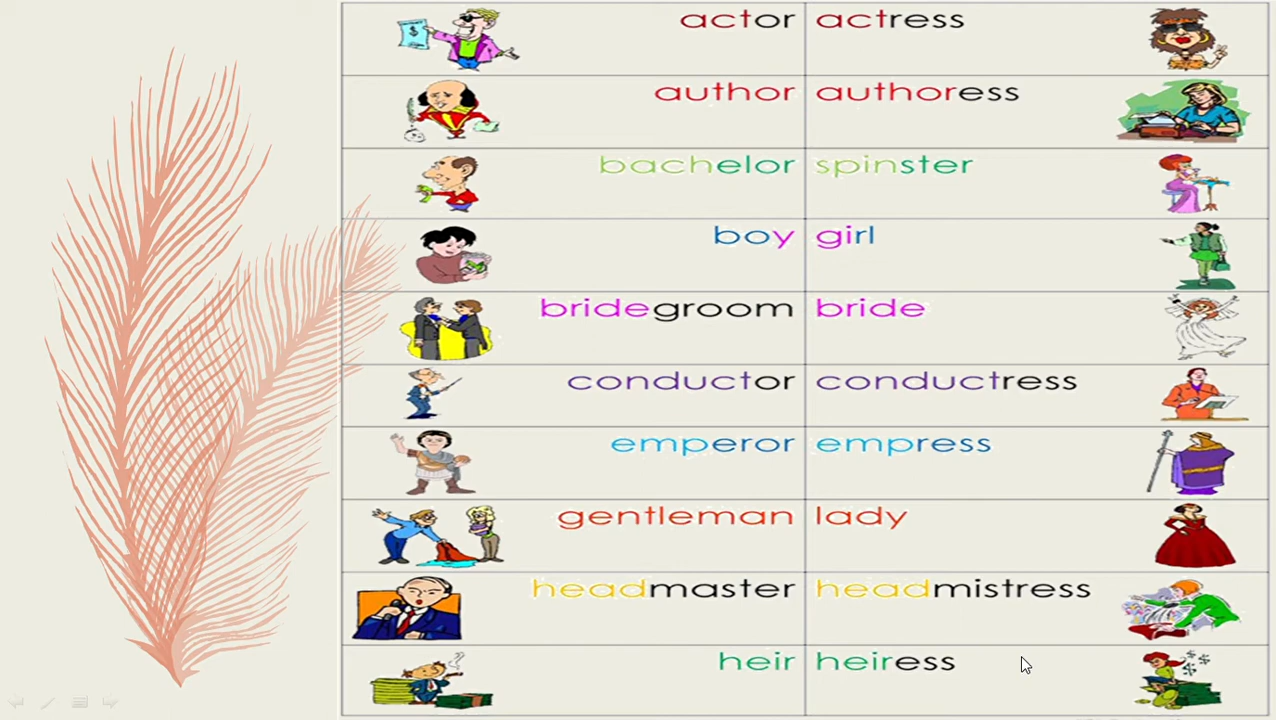 actor actress
author authoress
bachelor spinster
boy girl
bridegroom bride
conductor conductress
emperor empress
gentleman lady
headmaster headmistress
heir heiress